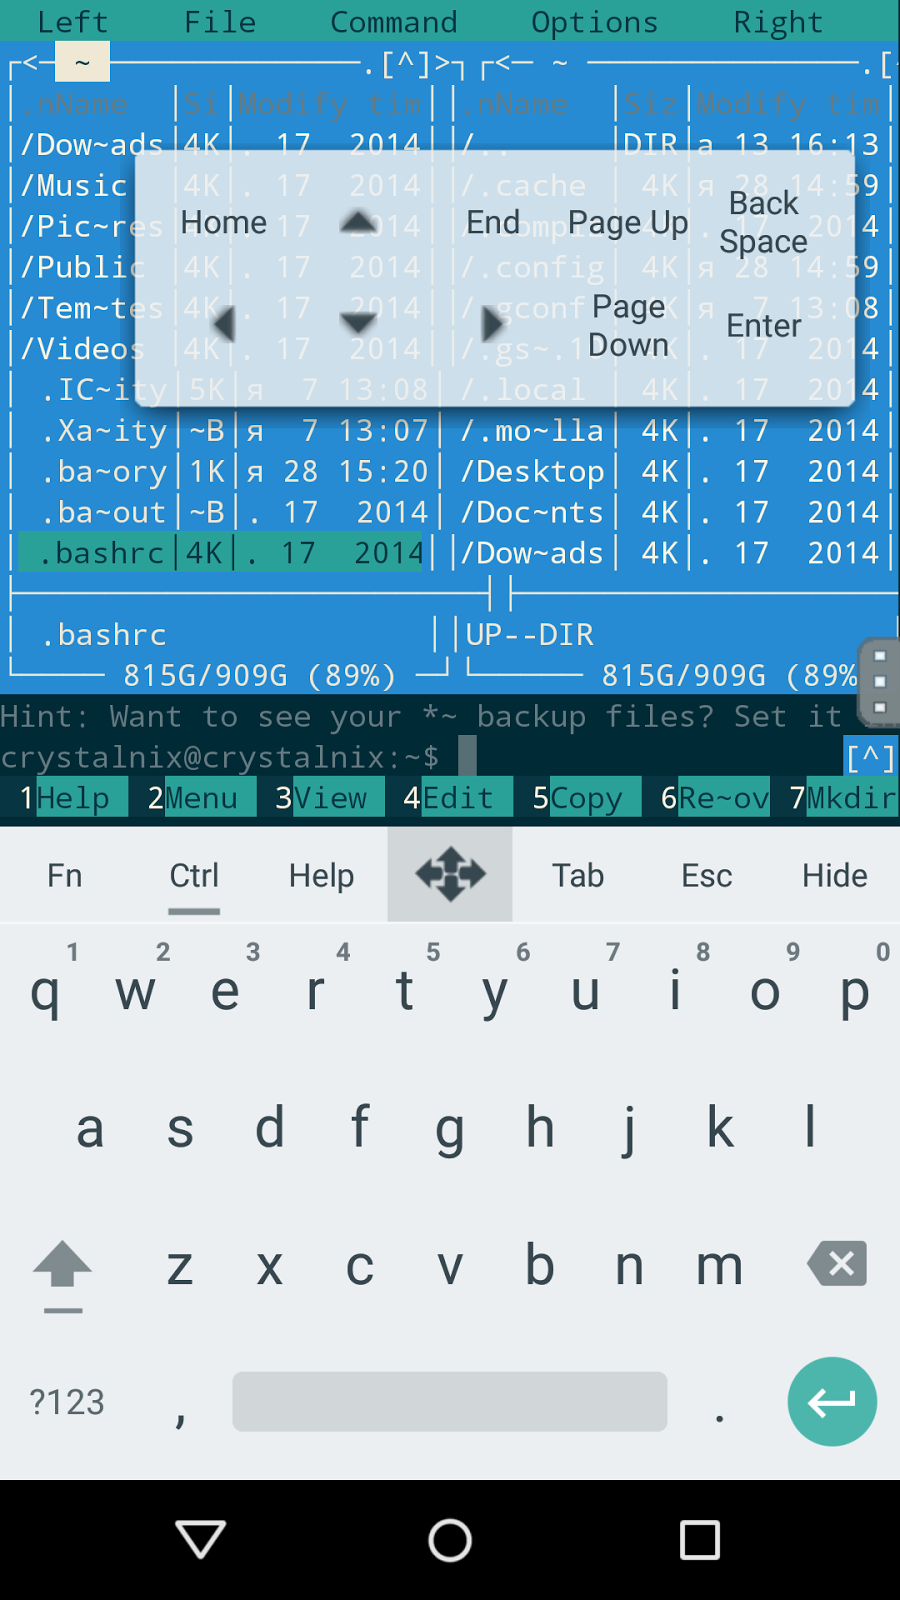 Left File Command Options Right
~ .[^]> ~ .[
.nName Si Modify tim .nName Siz Modify tim
/Dow~ads 4K . 17 2014 /.. DIR а 13 16:13
/Music 4K . 17 2014 /.cache 4K я 28 14:59
/Pic~res 4K . 17 2014 . 17 2014
/Public 4K . 17 2014 /.config 4K я 28 14:59
/Tem~tes 4K . 17 2014 /.gconf 4K я 7 13:08
/Videos 4K . 17 2014 4K . 17 2014
.IC~ity 5K я 7 13:08 /.local 4K . 17 2014
.Xa~ity ~B я 7 13:07 /.mo~lla 4K . 17 2014
.ba~ory 1K я 28 15:20 /Desktop 4K . 17 2014
.ba~out ~B . 17 2014 /Doc~nts 4K . 17 2014
.bashrc 4K . 17 2014 /Dow~ads 4K . 17 2014
.bashrc UP--DIR
815G/909G (89%) 815G/909G (89%
Home End Page Up Back Space
Page Down Enter
Hint: Want to see your *~ backup files? Set it
crystalnix@crystalnix:~$ [^]
1Help 2Menu 3View 4Edit 5Copy 6Re~ov 7Mkdir
Fn Ctrl Help Tab Esc Hide
1 2 3 4 5 6 7 8 9 0
q w e r t y u i o p
a s d f g h j k l
z x c v b n m
?123 , .